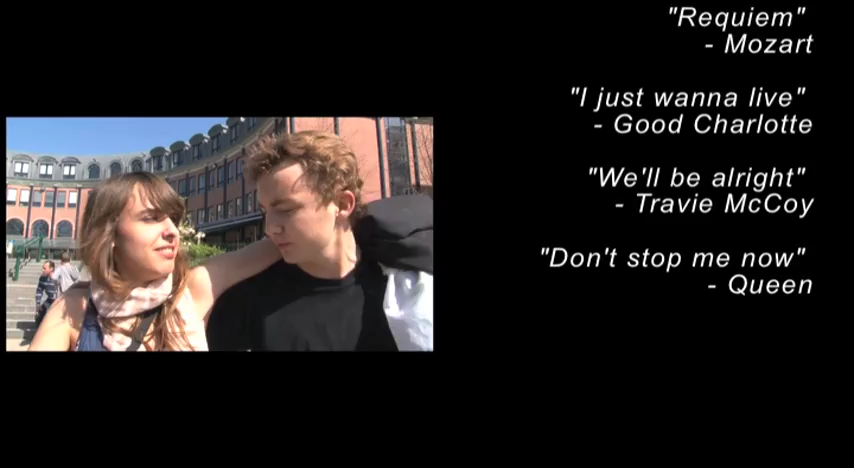 "Requiem"
- Mozart
"I just wanna live"
- Good Charlotte
"We'll be alright"
- Travie McCoy
"Don't stop me now"
- Queen